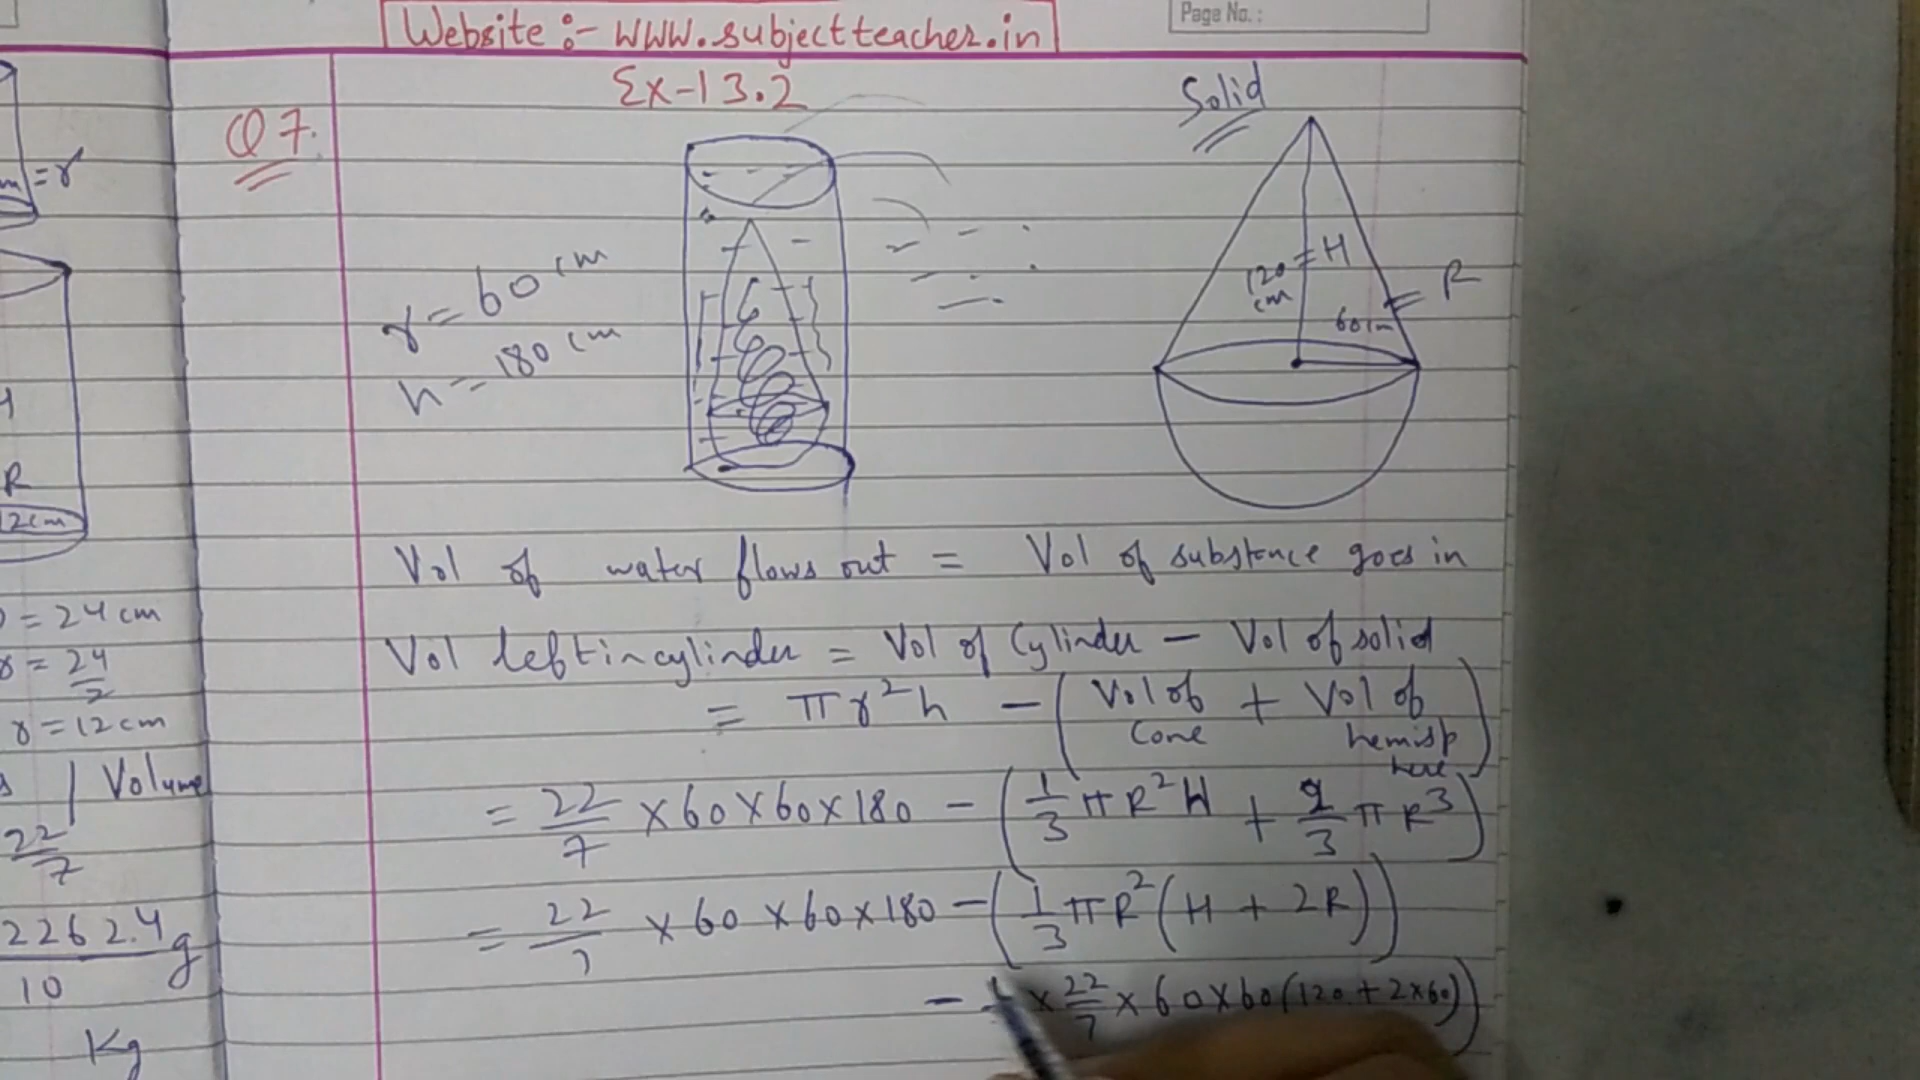 Website :- www.subjectteacher.in
Page No. :
Ex-13.2
Q7.
Solid
= r
r = 60 cm
h = 180 cm
120 cm = H
60cm = R
H
R
12cm
Vol of water flows out = Vol of substence goes in
= 24 cm
Vol left in cylinder = Vol of Cylinder - Vol of solid
r = 24/2
= πr²h - (Vol of Cone + Vol of hemisphere)
r = 12 cm
Volume
= 22/7 × 60 × 60 × 180 - (1/3 πR²H + 2/3 πR³)
22/7
= 22/7 × 60 × 60 × 180 - (1/3 πR² (H + 2R))
2262.4/10 g
- × 22/7 × 60 × 60 (120 + 2×60))
Kg